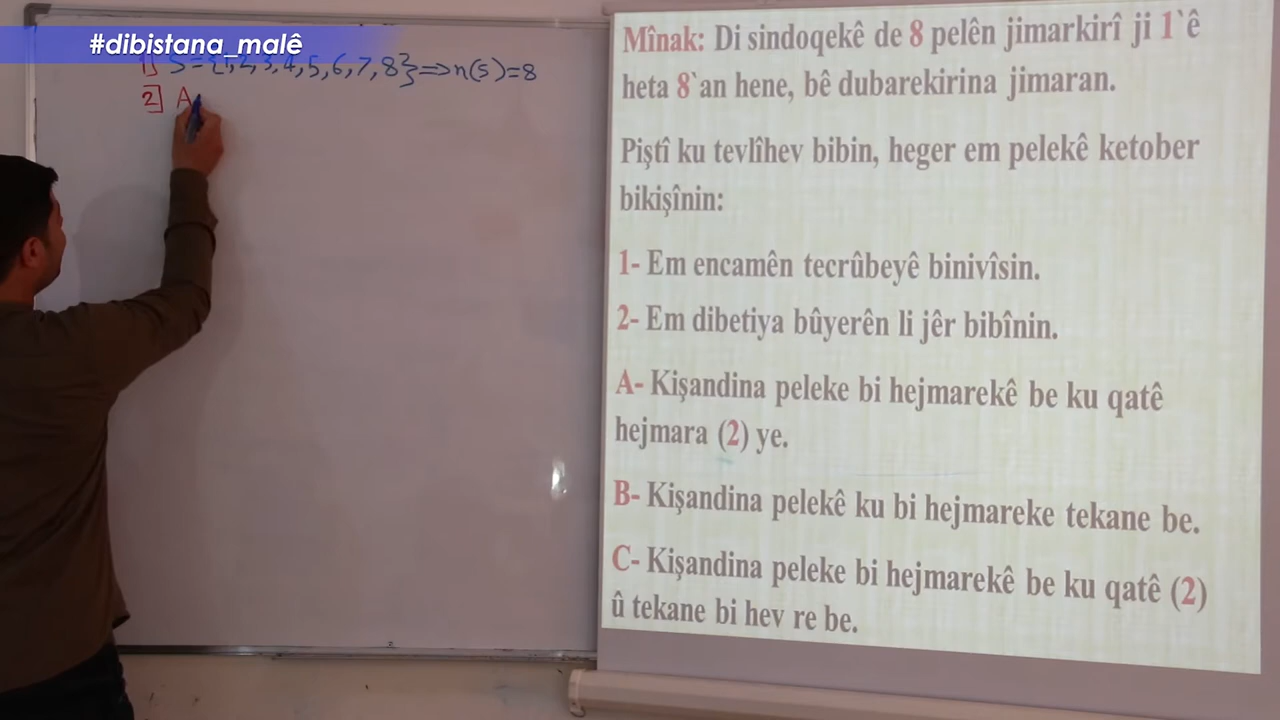 #dibistana_malê
1] S={1,2,3,4,5,6,7,8}⟹n(s)=8
2] A
Mînak: Di sindoqekê de 8 pelên jimarkirî ji 1`ê
heta 8`an hene, bê dubarekirina jimaran.
Piştî ku tevlîhev bibin, heger em pelekê ketober
bikişînin:
1- Em encamên tecrûbeyê binivîsin.
2- Em dibetiya bûyerên li jêr bibînin.
A- Kişandina peleke bi hejmarekê be ku qatê
hejmara (2) ye.
B- Kişandina pelekê ku bi hejmareke tekane be.
C- Kişandina peleke bi hejmarekê be ku qatê (2)
û tekane bi hev re be.